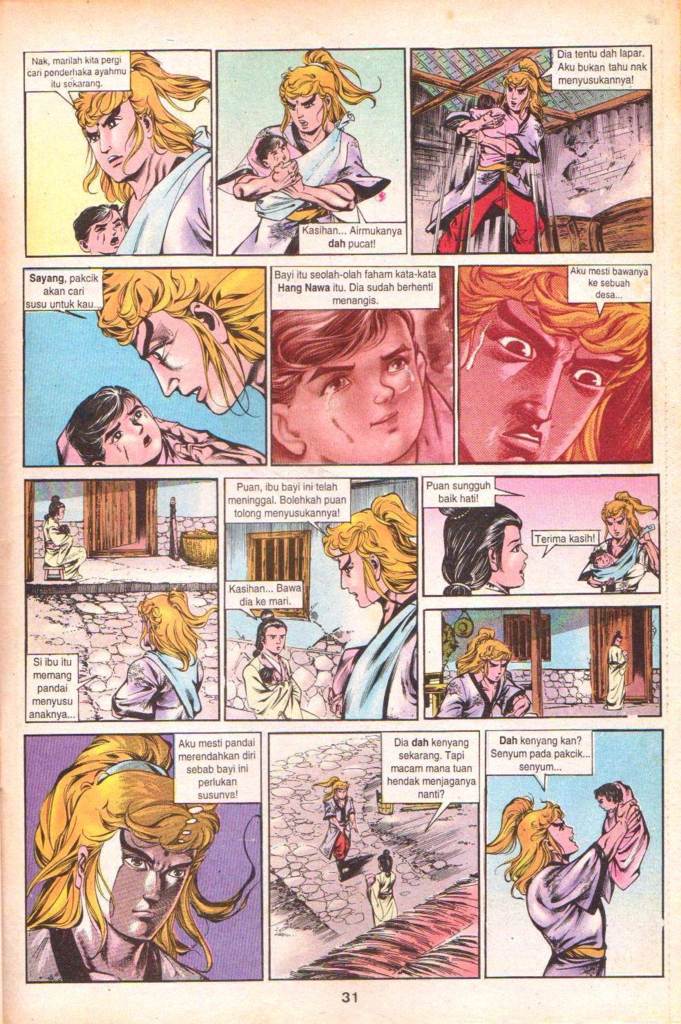 Nak, marilah kita pergi
cari penderhaka ayahmu
itu sekarang.
Kasihan... Airmukanya
dah pucat!
Dia tentu dah lapar.
Aku bukan tahu nak
menyusukannya!
Sayang, pakcik
akan cari
susu untuk kau...
Bayi itu seolah-olah faham kata-kata
Hang Nawa itu. Dia sudah berhenti
menangis.
Aku mesti bawanya
ke sebuah
desa...
Si ibu itu
memang
pandai
menyusu
anaknya...
Puan, ibu bayi ini telah
meninggal. Bolehkah puan
tolong menyusukannya!
Kasihan... Bawa
dia ke mari.
Puan sungguh
baik hati!
Terima kasih!
Aku mesti pandai
merendahkan diri
sebab bayi ini
perlukan
susunya!
Dia dah kenyang
sekarang. Tapi
macam mana tuan
hendak menjaganya
nanti?
Dah kenyang kan?
Senyum pada pakcik...
senyum...
31